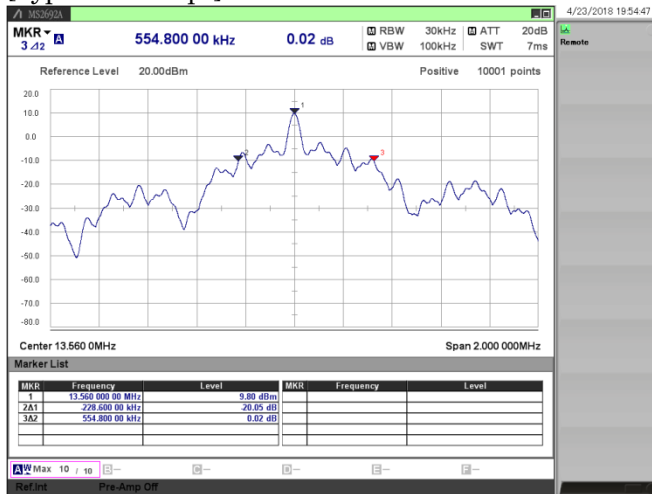 MS2692A
4/23/2018 19:54:47
MKR
3 Δ2 A 554.800 00 kHz 0.02 dB
M RBW 30kHz M ATT 20dB
M VBW 100kHz SWT 7ms
Remote
Reference Level 20.00dBm Positive 10001 points
20.0
10.0
0.0
-10.0
-20.0
-30.0
-40.0
-50.0
-60.0
-70.0
-80.0
1
2
3
Center 13.560 0MHz Span 2.000 000MHz
Marker List
MKR Frequency Level MKR Frequency Level
1 13.560 000 00 MHz 9.80 dBm
2Δ1 -228.600 00 kHz -20.05 dB
3Δ2 554.800 00 kHz 0.02 dB
A W Max 10 / 10 B-- C-- D-- E-- F--
Ref.Int Pre-Amp Off